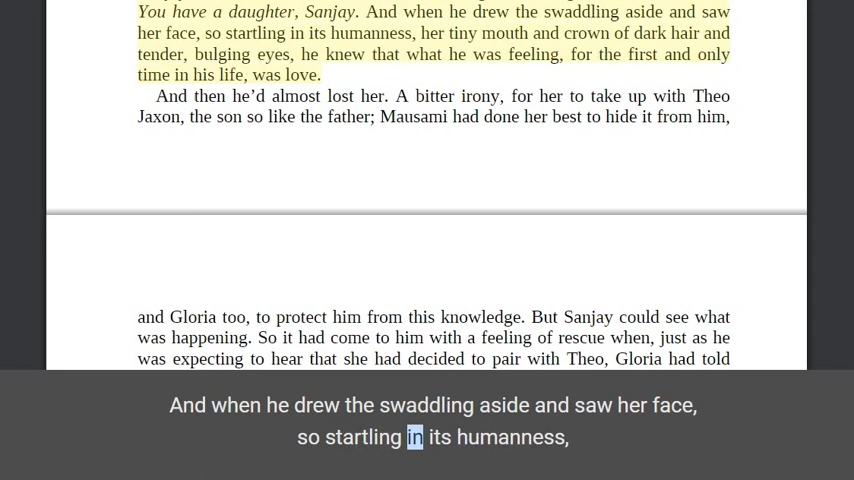 You have a daughter, Sanjay. And when he drew the swaddling aside and saw
her face, so startling in its humanness, her tiny mouth and crown of dark hair and
tender, bulging eyes, he knew that what he was feeling, for the first and only
time in his life, was love.
And then he’d almost lost her. A bitter irony, for her to take up with Theo
Jaxon, the son so like the father; Mausami had done her best to hide it from him,
and Gloria too, to protect him from this knowledge. But Sanjay could see what
was happening. So it had come to him with a feeling of rescue when, just as he
was expecting to hear that she had decided to pair with Theo, Gloria had told
And when he drew the swaddling aside and saw her face,
so startling in its humanness,